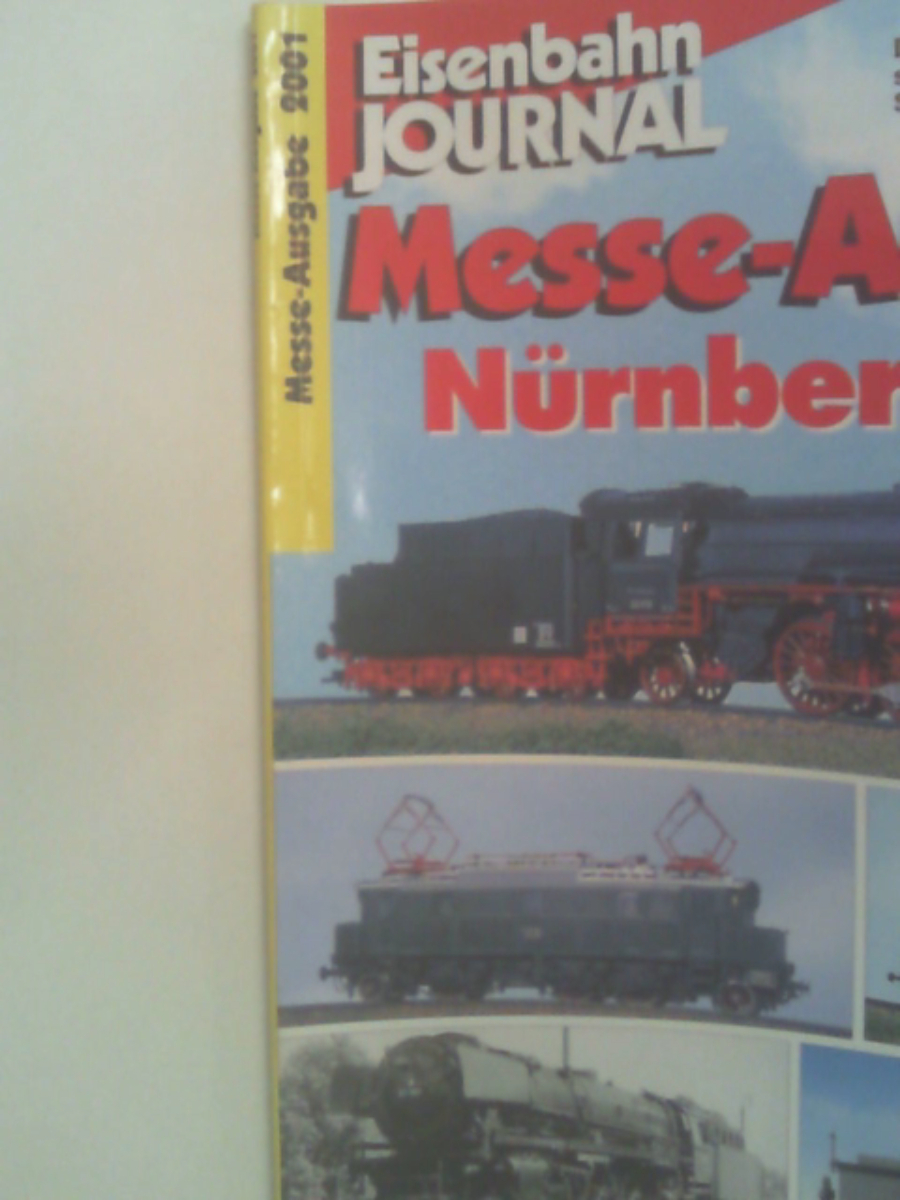 Eisenbahn
JOURNAL
Messe-A
Nürnber
Messe-Ausgabe 2001